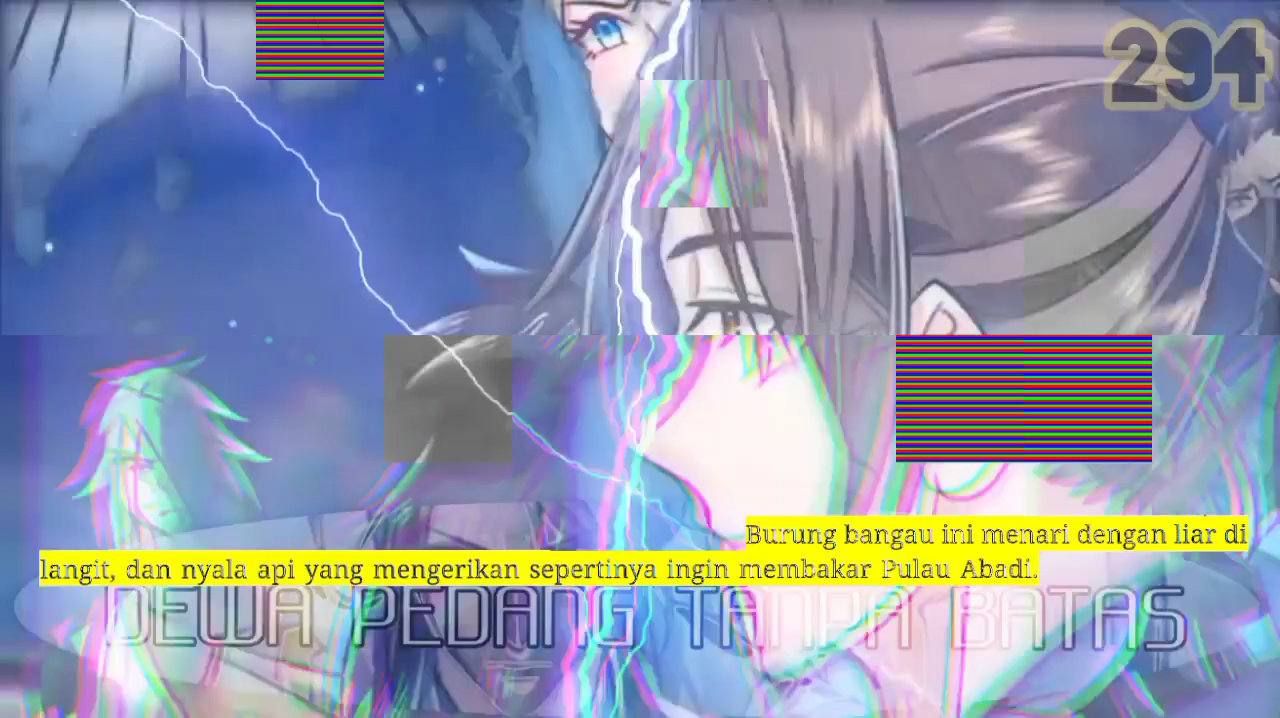 294
Burung bangau ini menari dengan liar di
langit, dan nyala api yang mengerikan sepertinya ingin membakar Pulau Abadi.
DEWA PEDANG TANPA BATAS